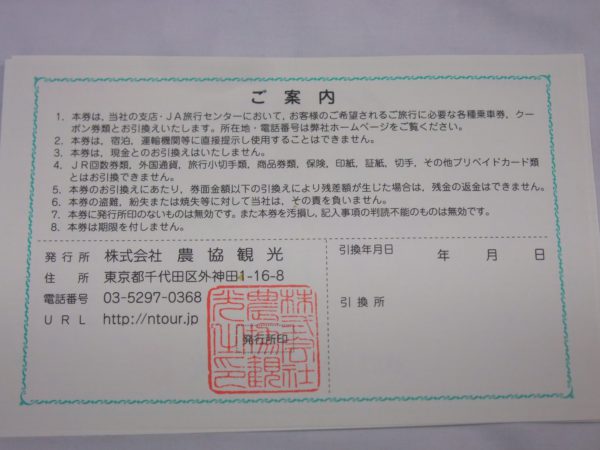 ご案内
1．本券は，当社の支店・ＪＡ旅行センターにおいて，お客様のご希望されるご旅行に必要な各種乗車券，クー
ポン券類とお引換えいたします。所在地・電話番号は弊社ホームページをご覧ください。
2．本券は，宿泊，運輸機関等に直接提示し使用することはできません。
3．本券は，現金とのお引換えはいたしません。
4．ＪＲ回数券類，外国通貨，旅行小切手類，商品券類，保険，印紙，証紙，切手，その他プリペイドカード類
とはお引換できません。
5．本券のお引換えにあたり，券面金額以下の引換えにより残差額が生じた場合は，残金の返金はできません。
6．本券の盗難，紛失または焼失等に対して当社は，その責を負いません。
7．本券に発行所印のないものは無効です。また本券を汚損し，記入事項の判読不能のものは無効です。
8．本券は期限を付しません。
発行所 株式会社 農協観光
住所 東京都千代田区外神田1-16-8
電話番号 03-5297-0368
ＵＲＬ http://ntour.jp/
発行所印
株式会社
農協観
光之印
引換年月日 年 月 日
引換所